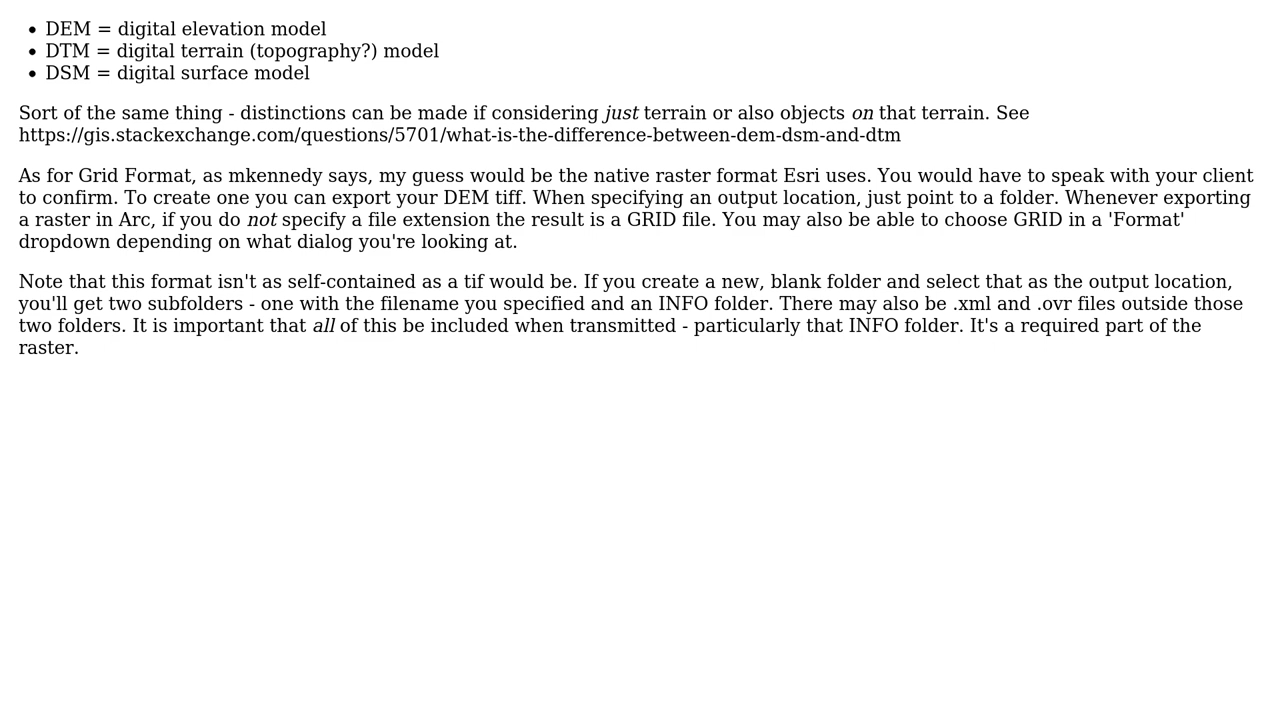 • DEM = digital elevation model
• DTM = digital terrain (topography?) model
• DSM = digital surface model
Sort of the same thing - distinctions can be made if considering just terrain or also objects on that terrain. See
https://gis.stackexchange.com/questions/5701/what-is-the-difference-between-dem-dsm-and-dtm
As for Grid Format, as mkennedy says, my guess would be the native raster format Esri uses. You would have to speak with your client
to confirm. To create one you can export your DEM tiff. When specifying an output location, just point to a folder. Whenever exporting
a raster in Arc, if you do not specify a file extension the result is a GRID file. You may also be able to choose GRID in a 'Format'
dropdown depending on what dialog you're looking at.
Note that this format isn't as self-contained as a tif would be. If you create a new, blank folder and select that as the output location,
you'll get two subfolders - one with the filename you specified and an INFO folder. There may also be .xml and .ovr files outside those
two folders. It is important that all of this be included when transmitted - particularly that INFO folder. It's a required part of the
raster.